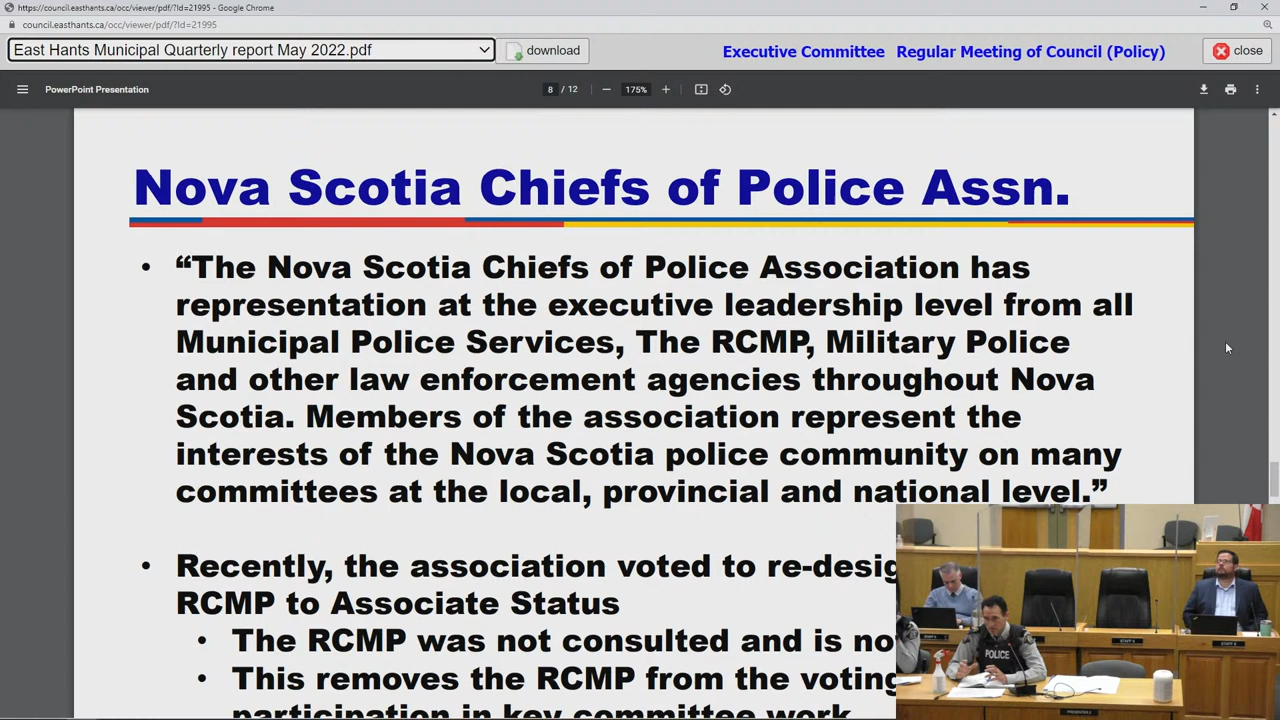 https://council.easthants.ca/occ/viewer/pdf/?Id=21995 - Google Chrome
council.easthants.ca/occ/viewer/pdf/?Id=21995
East Hants Municipal Quarterly report May 2022.pdf
download
Executive Committee Regular Meeting of Council (Policy)
close
PowerPoint Presentation
8 / 12
175%
Nova Scotia Chiefs of Police Assn.
• “The Nova Scotia Chiefs of Police Association has
representation at the executive leadership level from all
Municipal Police Services, The RCMP, Military Police
and other law enforcement agencies throughout Nova
Scotia. Members of the association represent the
interests of the Nova Scotia police community on many
committees at the local, provincial and national level.”
• Recently, the association voted to re-desig
RCMP to Associate Status
• The RCMP was not consulted and is no
• This removes the RCMP from the voting
participation in key committee work
POLICE